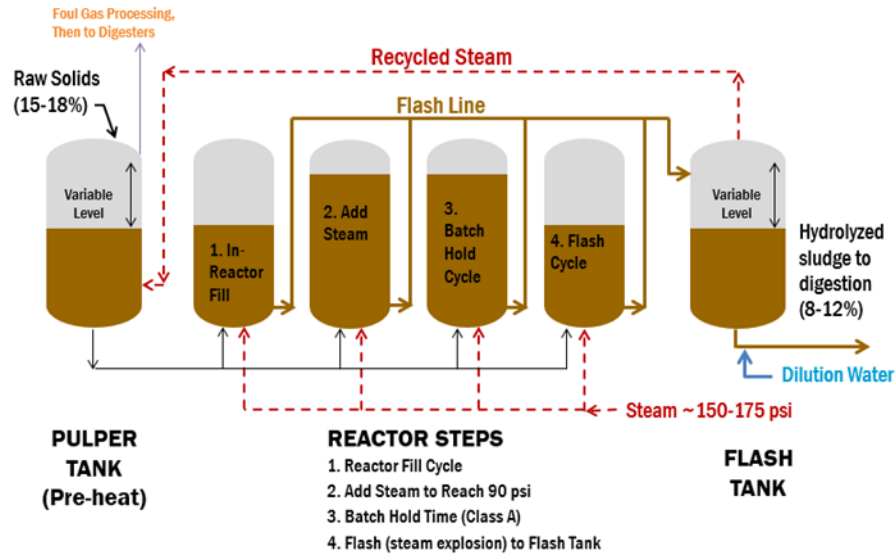 Foul Gas Processing,
Then to Digesters
Raw Solids
(15-18%)
Recycled Steam
Flash Line
Variable
Level
1. In-
Reactor
Fill
2. Add
Steam
3.
Batch
Hold
Cycle
4. Flash
Cycle
Variable
Level
Hydrolyzed
sludge to
digestion
(8-12%)
Dilution Water
Steam ~150-175 psi
PULPER
TANK
(Pre-heat)
REACTOR STEPS
1. Reactor Fill Cycle
2. Add Steam to Reach 90 psi
3. Batch Hold Time (Class A)
4. Flash (steam explosion) to Flash Tank
FLASH
TANK